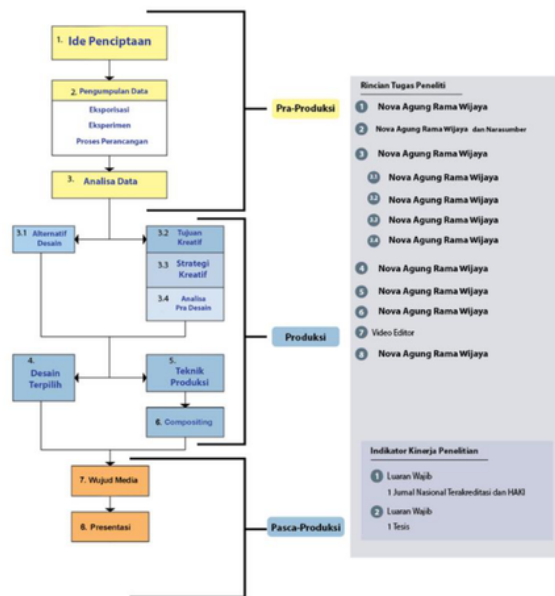 1. Ide Penciptaan
2. Pengumpulan Data
Eksporisasi
Eksperimen
Proses Perancangan
3. Analisa Data
Pra-Produksi
3.1 Alternatif
Desain
3.2 Tujuan
Kreatif
3.3 Strategi
Kreatif
3.4 Analisa
Pra Desain
Produksi
4. Desain
Terpilih
5. Teknik
Produksi
6. Compositing
7. Wujud Media
8. Presentasi
Pasca-Produksi
Rincian Tugas Peneliti
1 Nova Agung Rama Wijaya
2 Nova Agung Rama Wijaya dan Narasumber
3 Nova Agung Rama Wijaya
3.1 Nova Agung Rama Wijaya
3.2 Nova Agung Rama Wijaya
3.3 Nova Agung Rama Wijaya
3.4 Nova Agung Rama Wijaya
4 Nova Agung Rama Wijaya
5 Nova Agung Rama Wijaya
6 Nova Agung Rama Wijaya
7 Video Editor
8 Nova Agung Rama Wijaya
Indikator Kinerja Penelitian
1 Luaran Wajib
1 Jurnal Nasional Terakreditasi dan HAKI
2 Luaran Wajib
1 Tesis